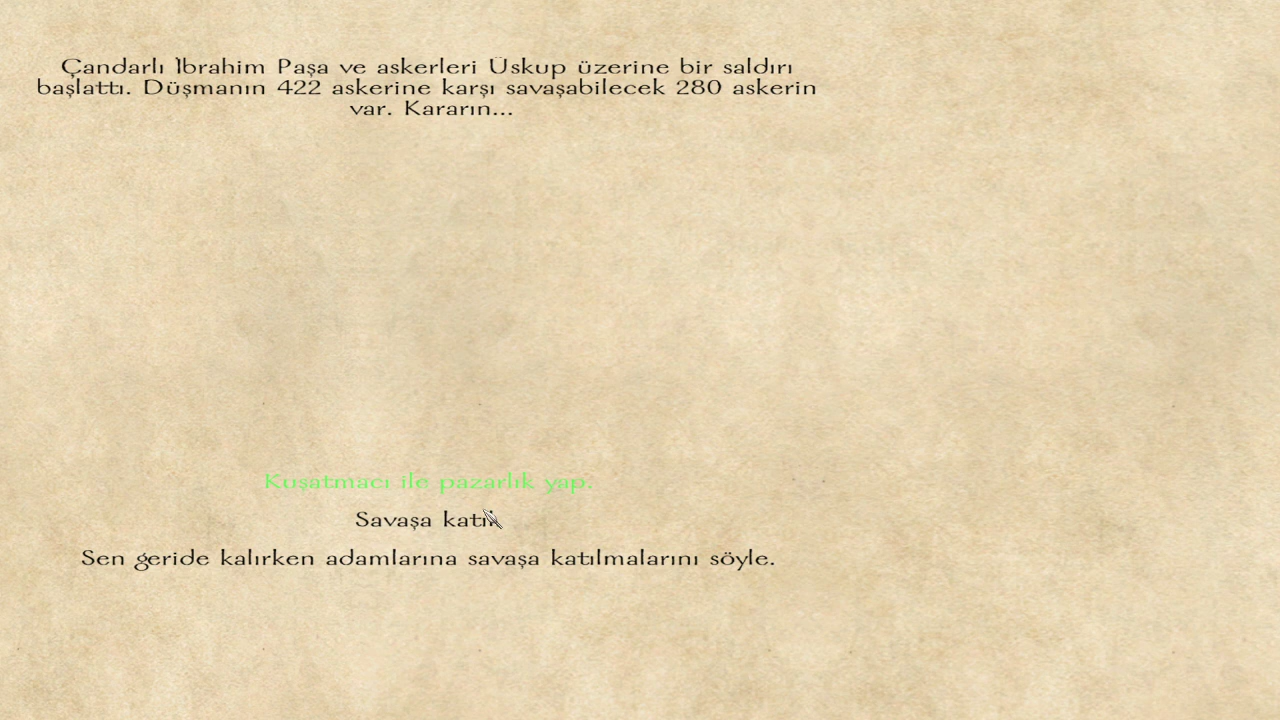 Çandarlı İbrahim Paşa ve askerleri Üskup üzerine bir saldırı
başlattı. Düşmanın 422 askerine karşı savaşabilecek 280 askerin
var. Kararın...
Kuşatmacı ile pazarlık yap.
Savaşa katıl.
Sen geride kalırken adamlarına savaşa katılmalarını söyle.